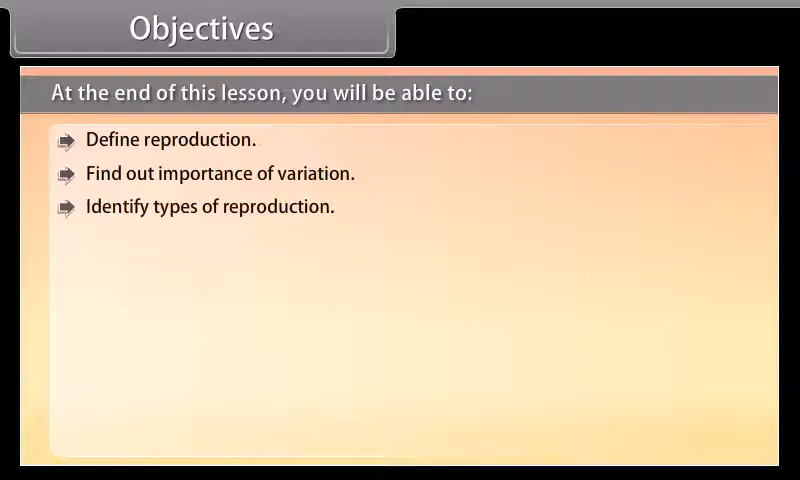 Objectives
At the end of this lesson, you will be able to:
Define reproduction.
Find out importance of variation.
Identify types of reproduction.